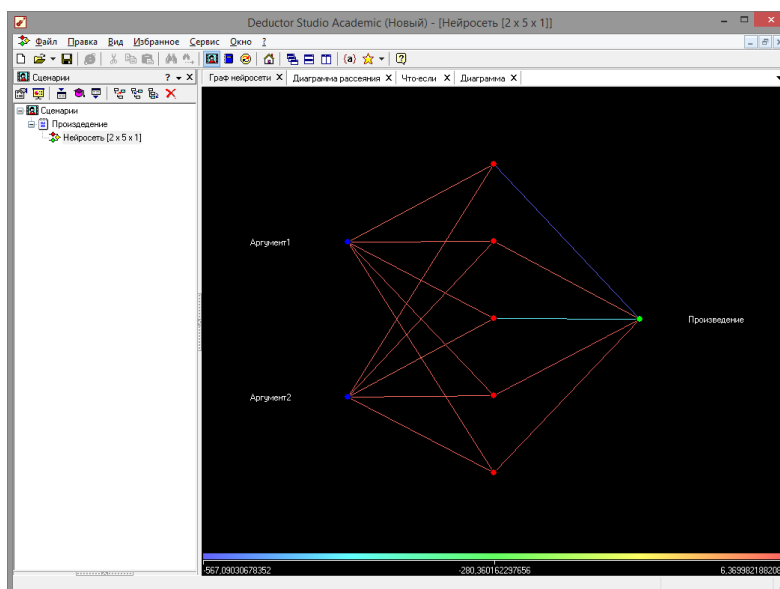 Deductor Studio Academic (Новый) - [Нейросеть [2 x 5 x 1]]
Файл Правка Вид Избранное Сервис Окно ?
Сценарии ?
Граф нейросети X Диаграмма рассеяния X Что-если X Диаграмма X
Сценарии
Произдедение
Нейросеть [2 x 5 x 1]
Аргумент1
Произведение
Аргумент2
-567,09030678352 -280,360162297656 6,36998218820